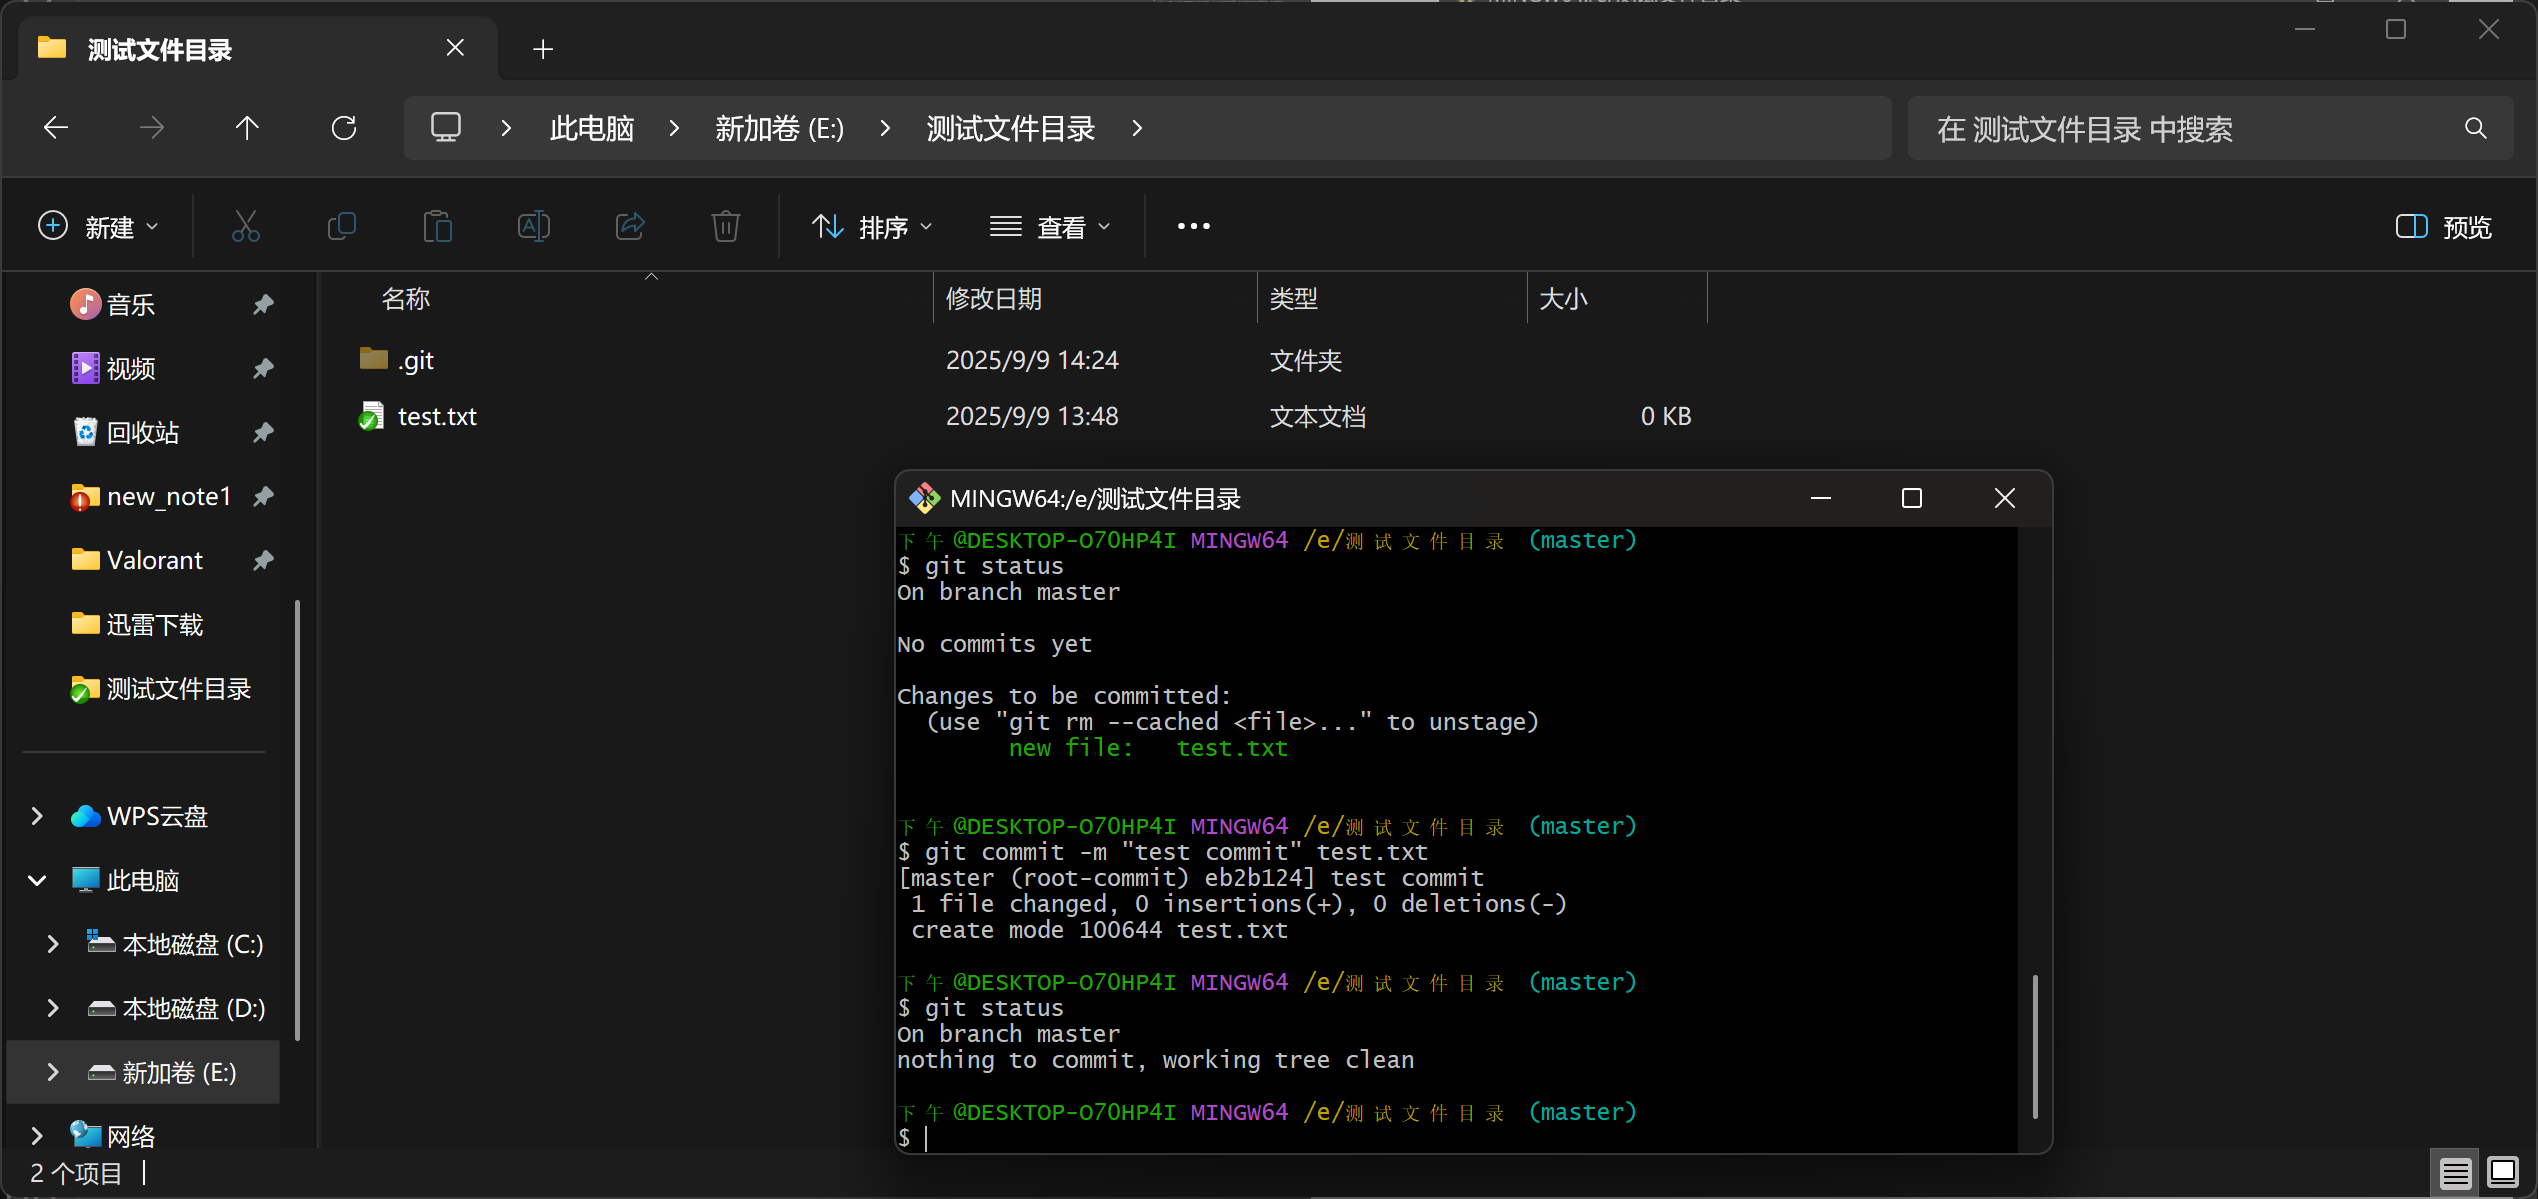 测试文件目录
此电脑 新加卷 (E:) 测试文件目录
在 测试文件目录 中搜索
新建 排序 查看 预览
名称 修改日期 类型 大小
.git 2025/9/9 14:24 文件夹
test.txt 2025/9/9 13:48 文本文档 0 KB
音乐
视频
回收站
new_note1
Valorant
迅雷下载
测试文件目录
WPS云盘
此电脑
本地磁盘 (C:)
本地磁盘 (D:)
新加卷 (E:)
网络
2 个项目
MINGW64:/e/测试文件目录
下午@DESKTOP-O7OHP4I MINGW64 /e/测试文件目录 (master)
$ git status
On branch master
No commits yet
Changes to be committed:
(use "git rm --cached <file>..." to unstage)
new file: test.txt
下午@DESKTOP-O7OHP4I MINGW64 /e/测试文件目录 (master)
$ git commit -m "test commit" test.txt
[master (root-commit) eb2b124] test commit
1 file changed, 0 insertions(+), 0 deletions(-)
create mode 100644 test.txt
下午@DESKTOP-O7OHP4I MINGW64 /e/测试文件目录 (master)
$ git status
On branch master
nothing to commit, working tree clean
下午@DESKTOP-O7OHP4I MINGW64 /e/测试文件目录 (master)
$